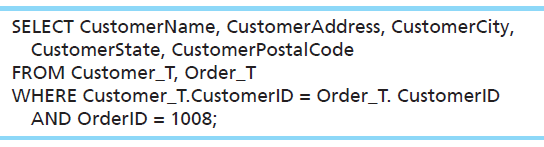 SELECT CustomerName, CustomerAddress, CustomerCity,
CustomerState, CustomerPostalCode
FROM Customer_T, Order_T
WHERE Customer_T.CustomerID = Order_T. CustomerID
AND OrderID = 1008;